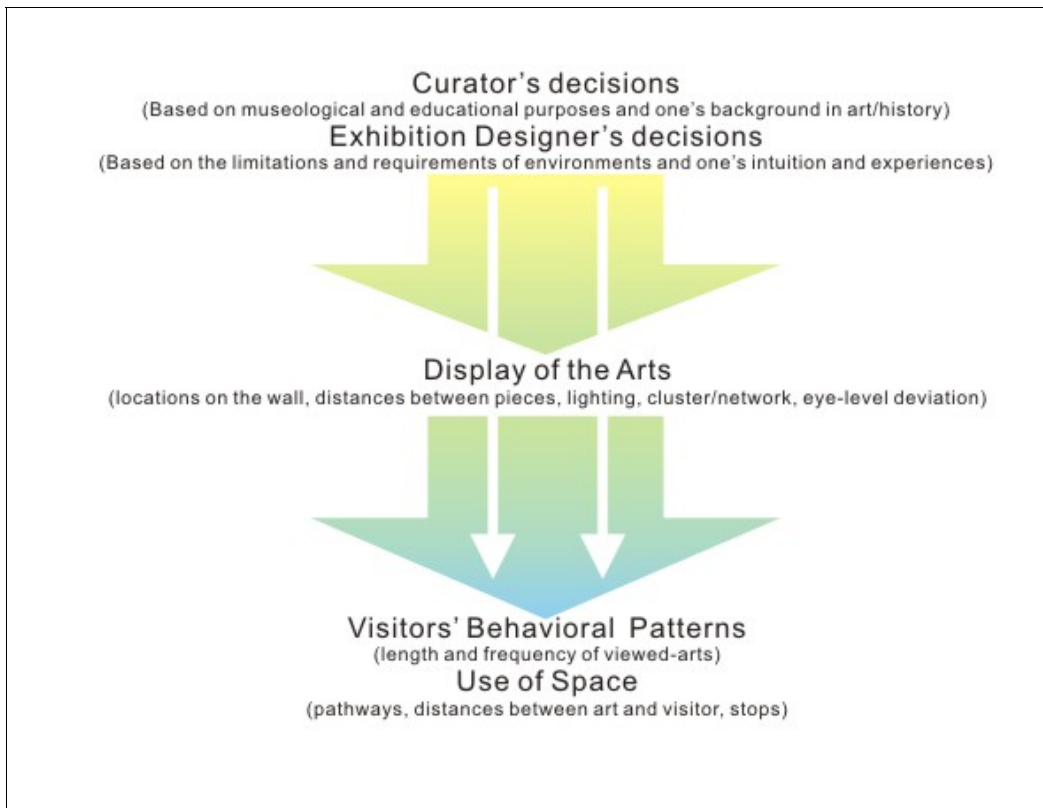 Curator’s decisions
(Based on museological and educational purposes and one’s background in art/history)
Exhibition Designer’s decisions
(Based on the limitations and requirements of environments and one’s intuition and experiences)
Display of the Arts
(locations on the wall, distances between pieces, lighting, cluster/network, eye-level deviation)
Visitors’ Behavioral Patterns
(length and frequency of viewed-arts)
Use of Space
(pathways, distances between art and visitor, stops)